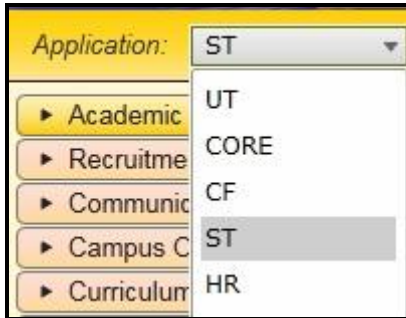 Application: ST
UT
CORE
CF
ST
HR
Academic
Recruitme
Communic
Campus C
Curriculum